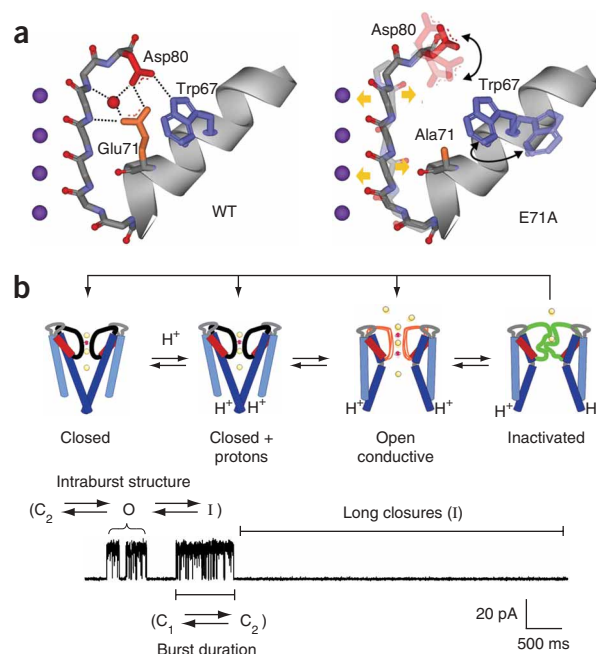 a
Asp80
Trp67
Glu71
WT
Asp80
Trp67
Ala71
E71A
b
H+
H+ H+
H+ H+
H+ H
Closed
Closed +
protons
Open
conductive
Inactivated
Intraburst structure
(C2 O I)
Long closures (I)
(C1 C2)
Burst duration
20 pA
500 ms